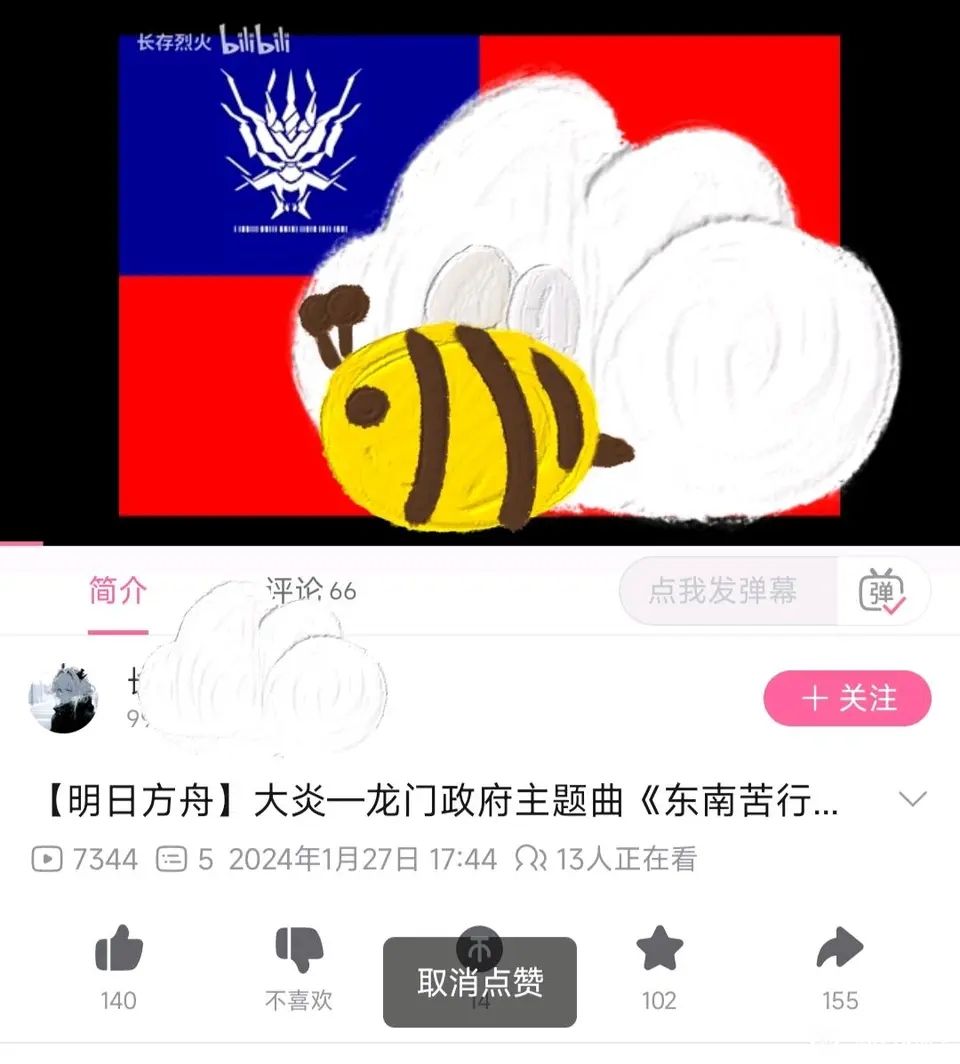 长存烈火 bilibili
简介 评论 66 点我发弹幕 弹
关注
【明日方舟】大炎—龙门政府主题曲《东南苦行...
7344 5 2024年1月27日 17:44 13人正在看
取消点赞
140 不喜欢 14 102 155